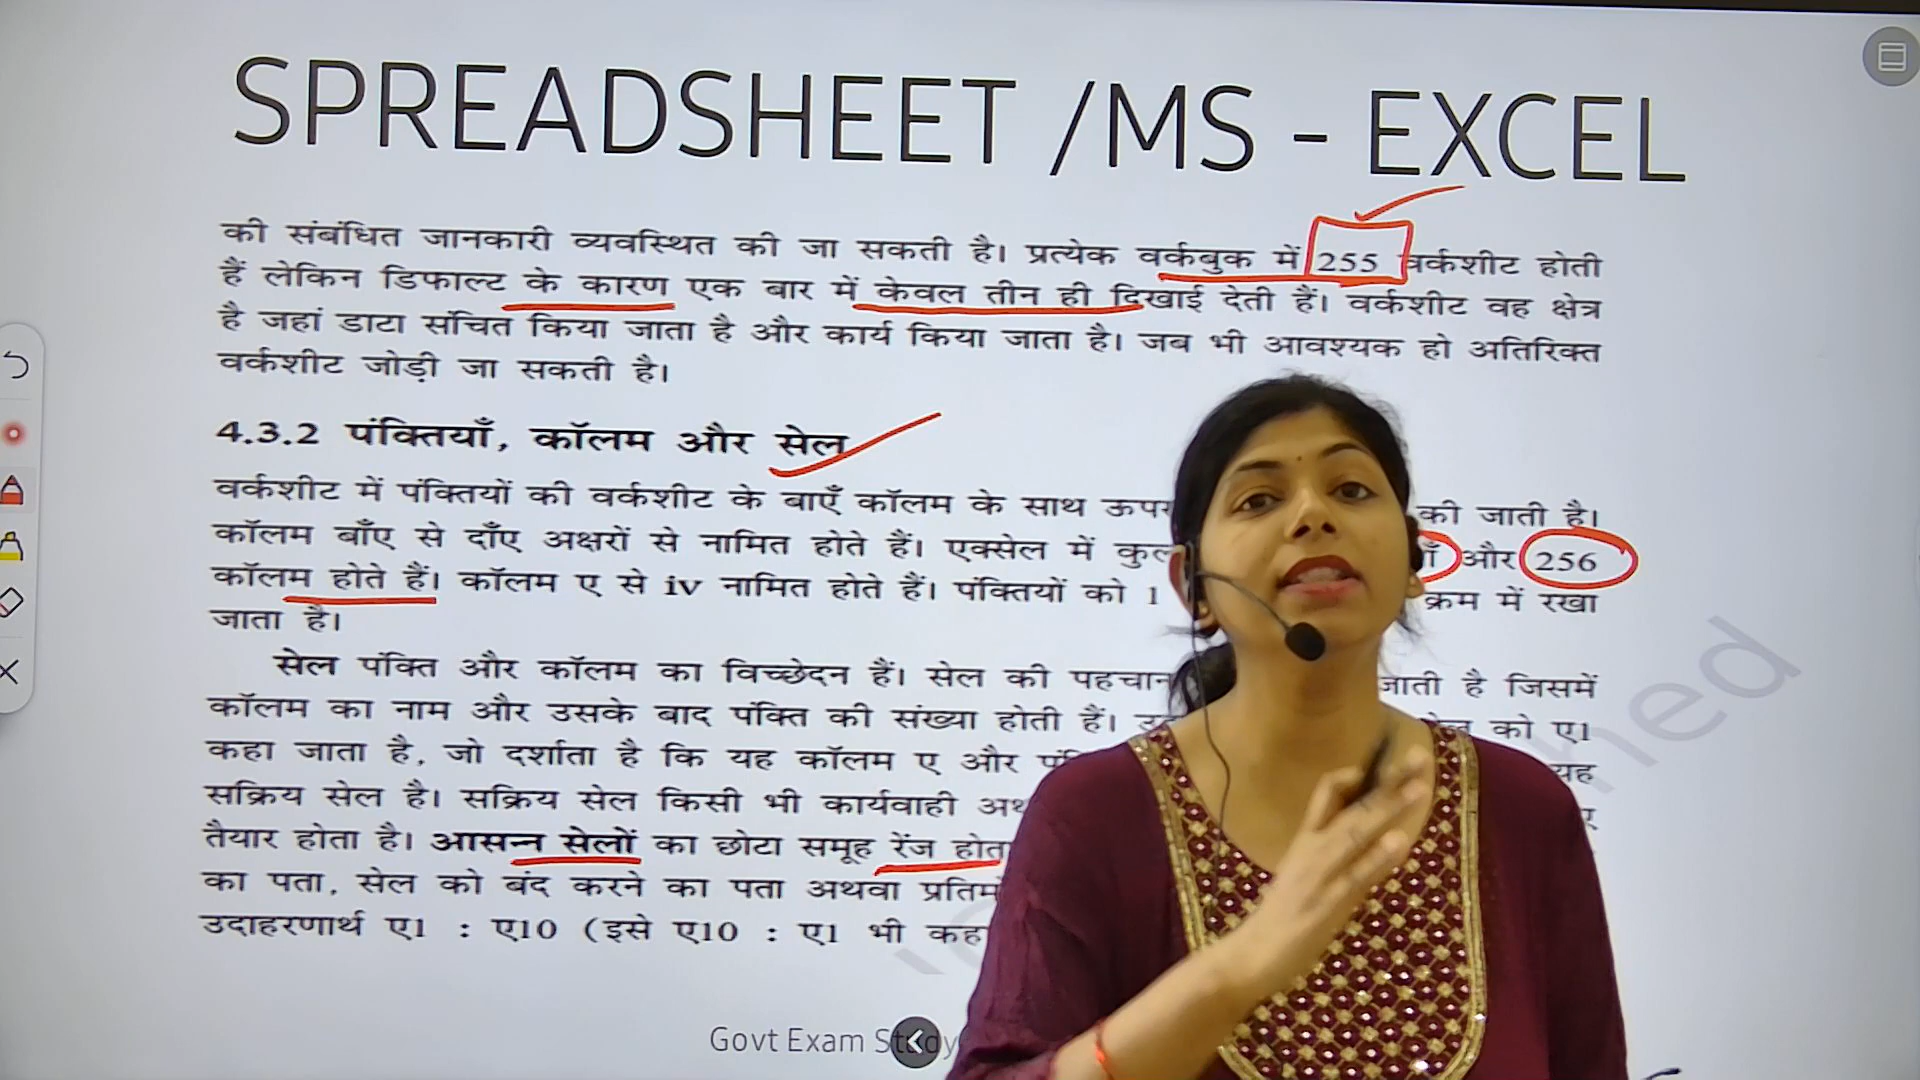 SPREADSHEET /MS - EXCEL
की संबंधित जानकारी व्यवस्थित की जा सकती है। प्रत्येक वर्कबुक में 255 वर्कशीट होती
हैं लेकिन डिफाल्ट के कारण एक बार में केवल तीन ही दिखाई देती हैं। वर्कशीट वह क्षेत्र
है जहां डाटा संचित किया जाता है और कार्य किया जाता है। जब भी आवश्यक हो अतिरिक्त
वर्कशीट जोड़ी जा सकती है।
4.3.2 पंक्तियाँ, कॉलम और सेल
वर्कशीट में पंक्तियों की वर्कशीट के बाएँ कॉलम के साथ ऊपर की जाती है।
कॉलम बाँए से दाँए अक्षरों से नामित होते हैं। एक्सेल में कुल और 256
कॉलम होते हैं। कॉलम ए से iv नामित होते हैं। पंक्तियों को 1 क्रम में रखा
जाता है।
सेल पंक्ति और कॉलम का विच्छेदन हैं। सेल की पहचान जाती है जिसमें
कॉलम का नाम और उसके बाद पंक्ति की संख्या होती हैं। को ए1
कहा जाता है, जो दर्शाता है कि यह कॉलम ए और यह
सक्रिय सेल है। सक्रिय सेल किसी भी कार्यवाही
तैयार होता है। आसन्न सेलों का छोटा समूह रेंज
का पता, सेल को बंद करने का पता अथवा
उदाहरणार्थ ए1 : ए10 (इसे ए10 : ए1 भी
Govt Exam